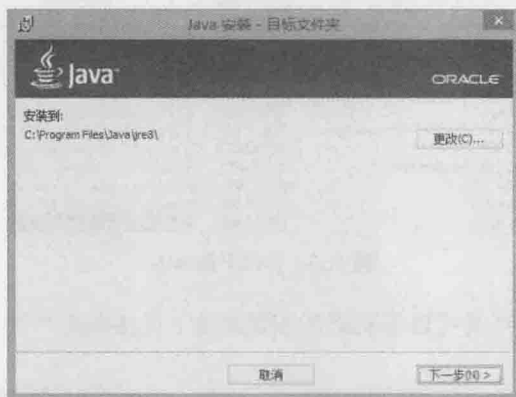 Java 安装 - 目标文件夹
Java
ORACLE
安装到:
C:\Program Files\Java\jre8\
更改(C)...
取消
下一步(N) >